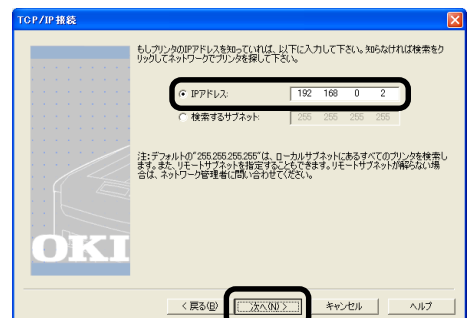 TCP/IP 接続
もしプリンタのIPアドレスを知っていれば、以下に入力して下さい。知らなければ検索をク
リックしてネットワークでプリンタを探して下さい。
IPアドレス: 192 168 0 2
検索するサブネット: 255 255 255 255
注:デフォルトの"255.255.255.255"は、ローカルサブネットにあるすべてのプリンタを検索し
ます。また、リモートサブネットを指定することもできます。リモートサブネットが解らない場
合は、ネットワーク管理者に問い合わせてください。
OKI
< 戻る(B) 次へ(N) > キャンセル ヘルプ